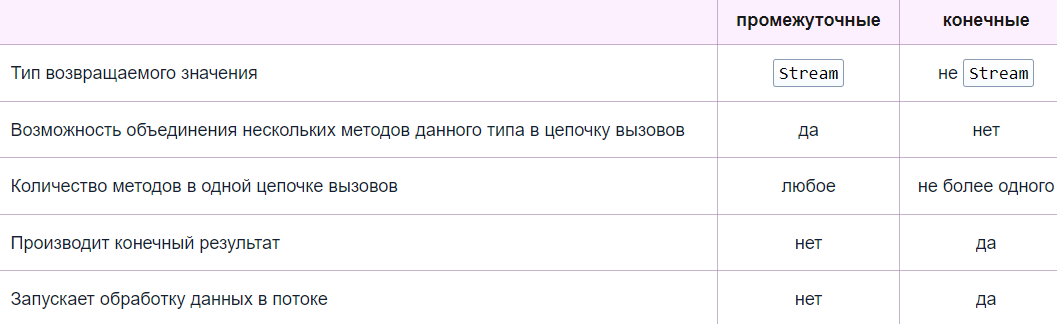 промежуточные конечные
Тип возвращаемого значения Stream не Stream
Возможность объединения нескольких методов данного типа в цепочку вызовов да нет
Количество методов в одной цепочке вызовов любое не более одного
Производит конечный результат нет да
Запускает обработку данных в потоке нет да